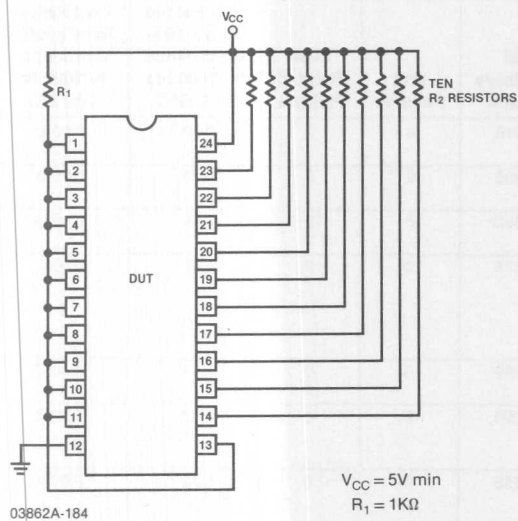 VCC
R1
TEN
R2 RESISTORS
1 24
2 23
3 22
4 21
5 20
DUT
6 19
7 18
8 17
9 16
10 15
11 14
12 13
VCC = 5V min
R1 = 1KΩ
03862A-184